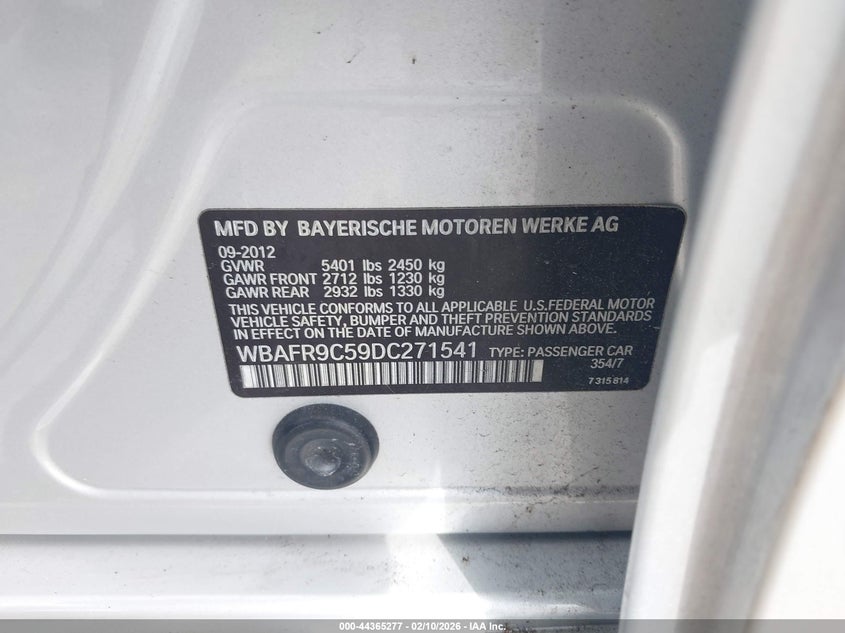 MFD BY BAYERISCHE MOTOREN WERKE AG
09-2012
GVWR 5401 lbs 2450 kg
GAWR FRONT 2712 lbs 1230 kg
GAWR REAR 2932 lbs 1330 kg
THIS VEHICLE CONFORMS TO ALL APPLICABLE U.S.FEDERAL MOTOR
VEHICLE SAFETY, BUMPER AND THEFT PREVENTION STANDARDS
IN EFFECT ON THE DATE OF MANUFACTURE SHOWN ABOVE.
WBAFR9C59DC271541 TYPE: PASSENGER CAR
354/7
7 315 814
000-44365277 - 02/10/2026 - IAA Inc.